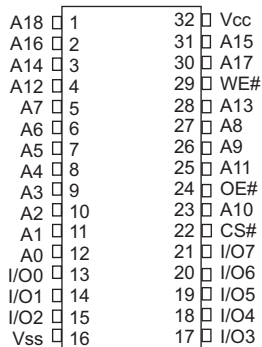 A18 1 32 Vcc
A16 2 31 A15
A14 3 30 A17
A12 4 29 WE#
A7 5 28 A13
A6 6 27 A8
A5 7 26 A9
A4 8 25 A11
A3 9 24 OE#
A2 10 23 A10
A1 11 22 CS#
A0 12 21 I/O7
I/O0 13 20 I/O6
I/O1 14 19 I/O5
I/O2 15 18 I/O4
Vss 16 17 I/O3